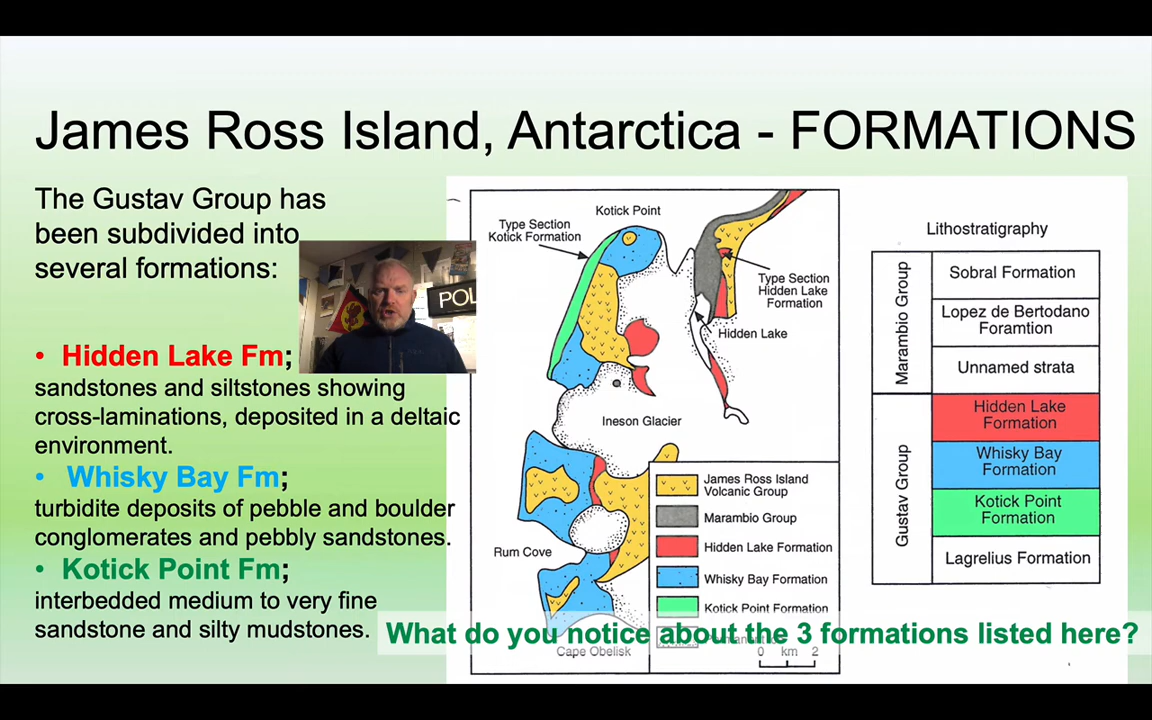 James Ross Island, Antarctica - FORMATIONS
The Gustav Group has
been subdivided into
several formations:
• Hidden Lake Fm;
sandstones and siltstones showing
cross-laminations, deposited in a deltaic
environment.
• Whisky Bay Fm;
turbidite deposits of pebble and boulder
conglomerates and pebbly sandstones.
• Kotick Point Fm;
interbedded medium to very fine
sandstone and silty mudstones.
POL
Kotick Point
Type Section
Kotick Formation
Type Section
Hidden Lake
Formation
Hidden Lake
Ineson Glacier
Rum Cove
Cape Obelisk
James Ross Island
Volcanic Group
Marambio Group
Hidden Lake Formation
Whisky Bay Formation
Kotick Point Formation
0 km 2
Lithostratigraphy
Marambio Group
Sobral Formation
Lopez de Bertodano
Foramtion
Unnamed strata
Gustav Group
Hidden Lake
Formation
Whisky Bay
Formation
Kotick Point
Formation
Lagrelius Formation
What do you notice about the 3 formations listed here?